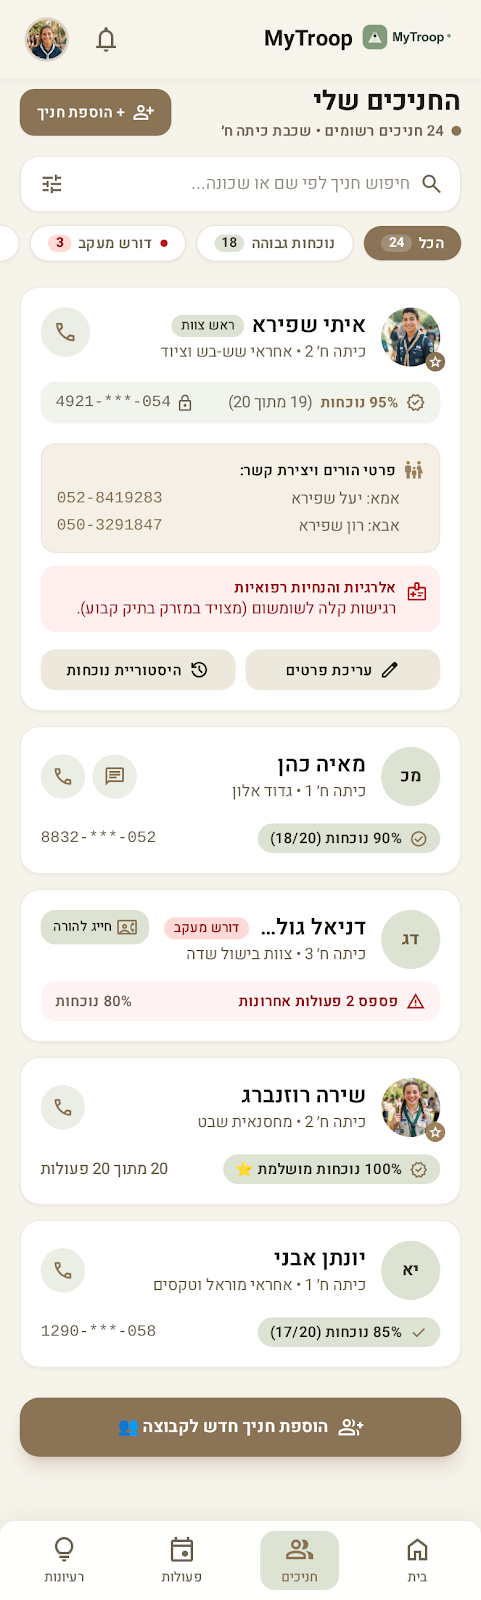 MyTroop
MyTroop
החניכים שלי
24 חניכים רשומים • שכבת כיתה ח׳
+ הוספת חניך
חיפוש חניך לפי שם או שכונה...
הכל 24
נוכחות גבוהה 18
דורש מעקב 3
איתי שפירא ראש צוות
כיתה ח׳ 2 • אחראי שש-בש וציוד
95% נוכחות (19 מתוך 20) 054-***-4921
פרטי הורים ויצירת קשר:
אמא: יעל שפירא 052-8419283
אבא: רון שפירא 050-3291847
אלרגיות והנחיות רפואיות
רגישות קלה לשומשום (מצויד במזרק בתיק קבוע).
עריכת פרטים
היסטוריית נוכחות
מכ
מאיה כהן
כיתה ח׳ 1 • גדוד אלון
90% נוכחות (18/20) 052-***-8832
דג
דניאל גול... דורש מעקב
חייג להורה
כיתה ח׳ 3 • צוות בישול שדה
פספס 2 פעולות אחרונות 80% נוכחות
שירה רוזנברג
כיתה ח׳ 2 • מחסנאית שבט
100% נוכחות מושלמת ⭐ 20 מתוך 20 פעולות
יא
יונתן אבני
כיתה ח׳ 1 • אחראי מוראל וטקסים
85% נוכחות (17/20) 058-***-1290
הוספת חניך חדש לקבוצה 👥
בית
חניכים
פעולות
רעיונות